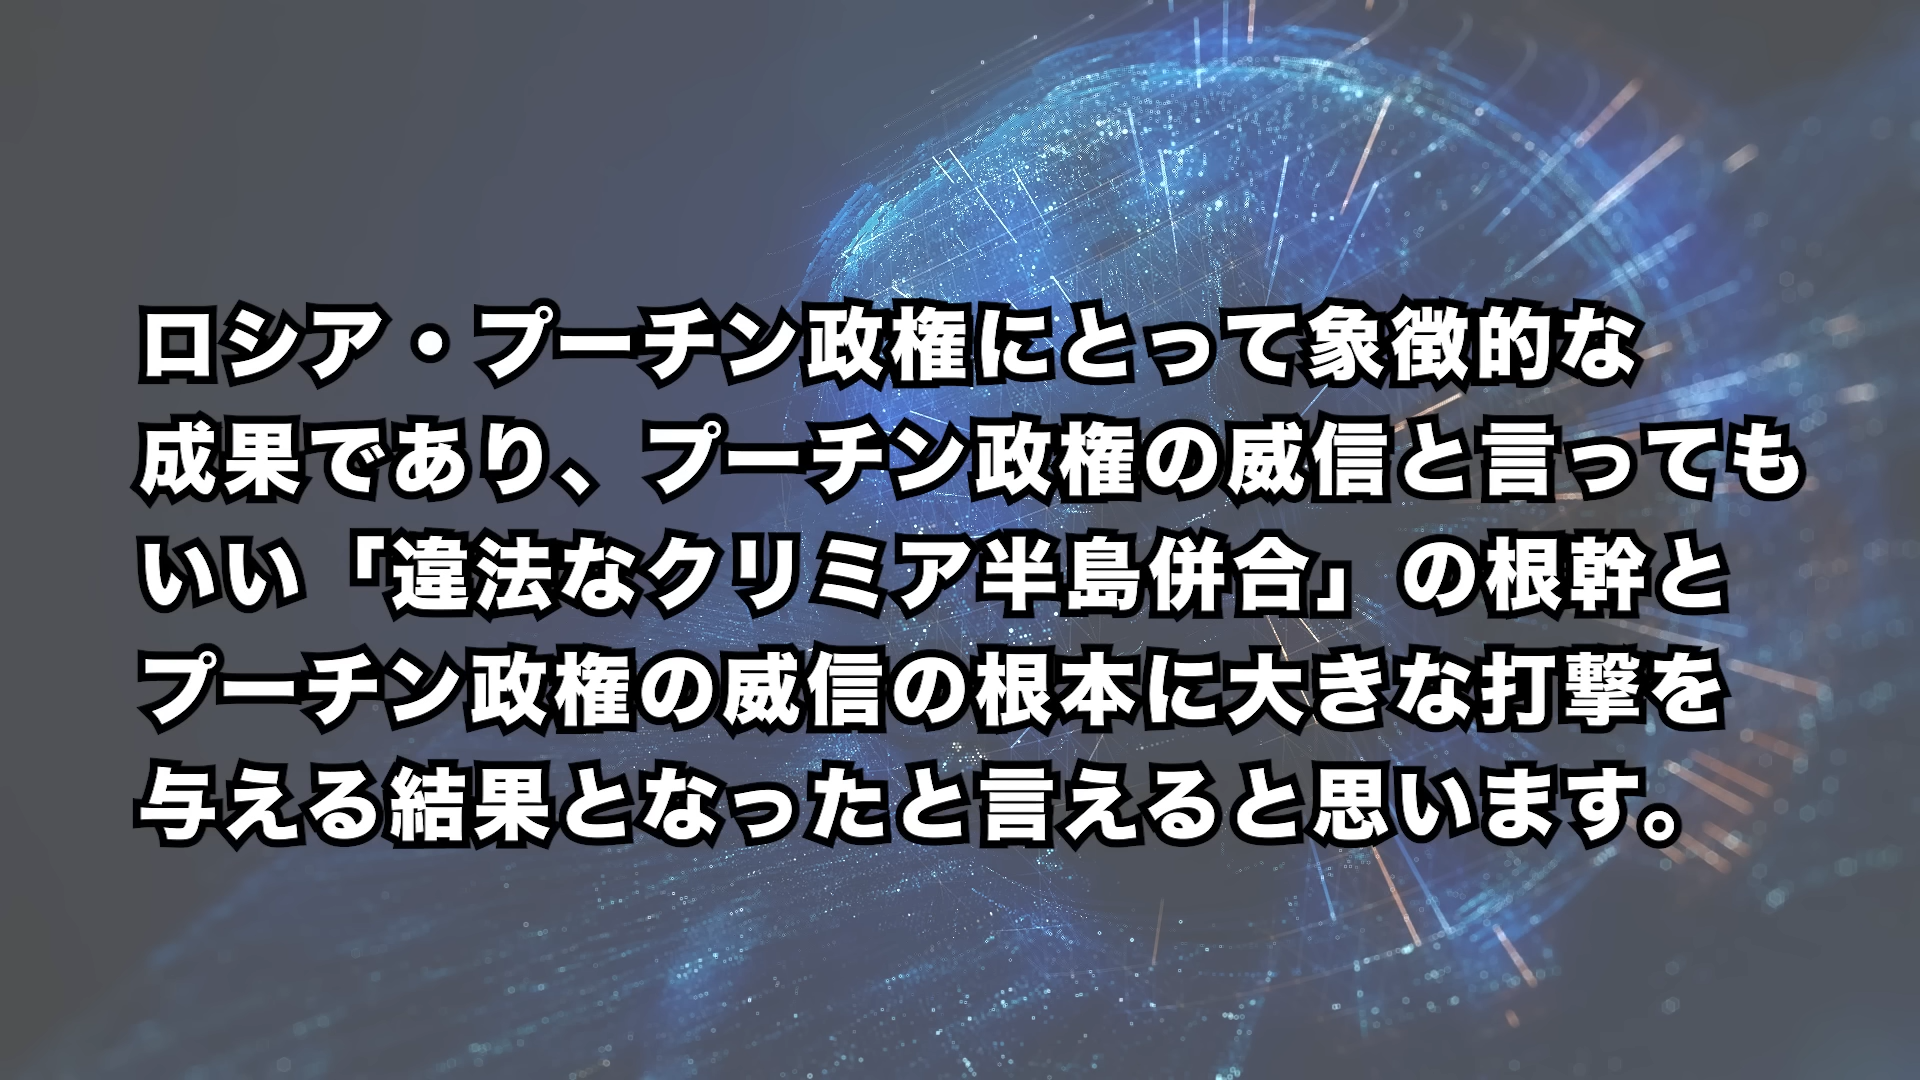 ロシア・プーチン政権にとって象徴的な
成果であり、プーチン政権の威信と言っても
いい「違法なクリミア半島併合」の根幹と
プーチン政権の威信の根本に大きな打撃を
与える結果となったと言えると思います。